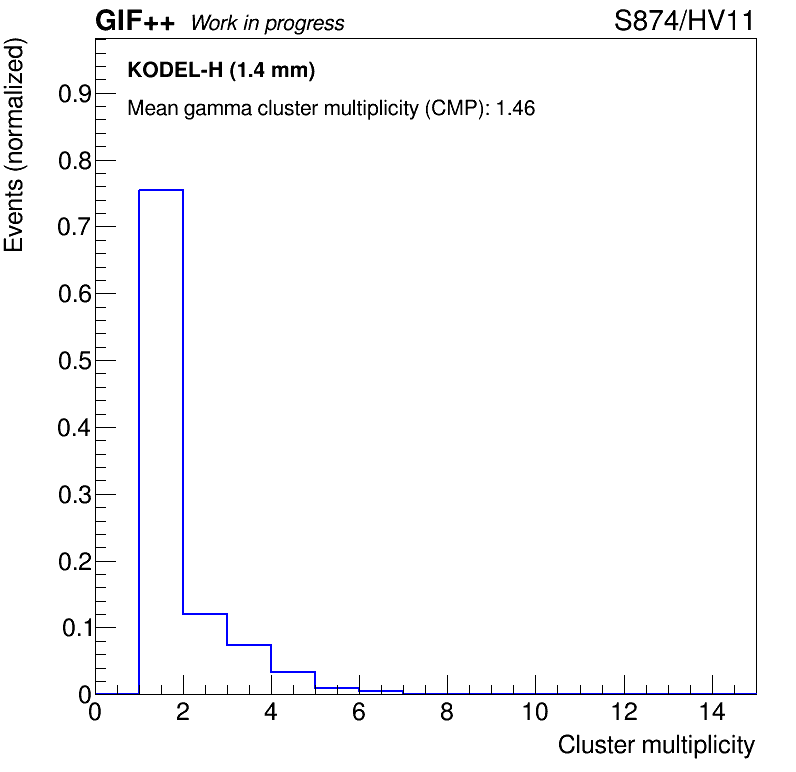 GIF++ Work in progress S874/HV11
KODEL-H (1.4 mm)
Mean gamma cluster multiplicity (CMP): 1.46
Events (normalized)
0.9
0.8
0.7
0.6
0.5
0.4
0.3
0.2
0.1
0
0 2 4 6 8 10 12 14
Cluster multiplicity